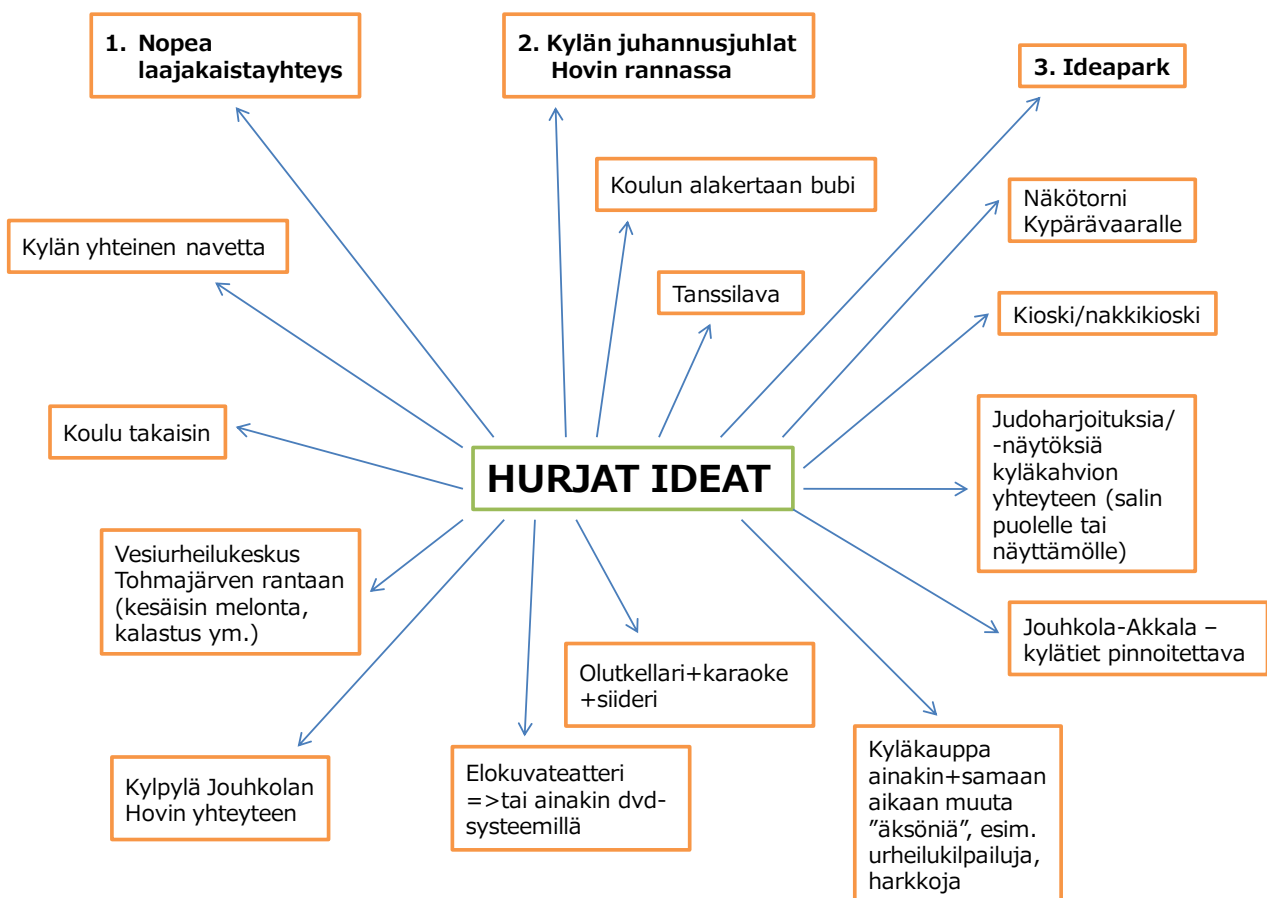 1. Nopea
laajakaistayhteys
2. Kylän juhannusjuhlat
Hovin rannassa
3. Ideapark
Koulun alakertaan bubi
Näkötorni
Kypärävaaralle
Kylän yhteinen navetta
Tanssilava
Kioski/nakkikioski
Koulu takaisin
HURJAT IDEAT
Judoharjoituksia/
-näytöksiä
kyläkahvion
yhteyteen (salin
puolelle tai
näyttämölle)
Vesiurheilukeskus
Tohmajärven rantaan
(kesäisin melonta,
kalastus ym.)
Jouhkola-Akkala –
kylätiet pinnoitettava
Olutkellari+karaoke
+siideri
Kylpylä Jouhkolan
Hovin yhteyteen
Elokuvateatteri
=>tai ainakin dvd-
systeemillä
Kyläkauppa
ainakin+samaan
aikaan muuta
”äksöniä”, esim.
urheilukilpailuja,
harkkoja